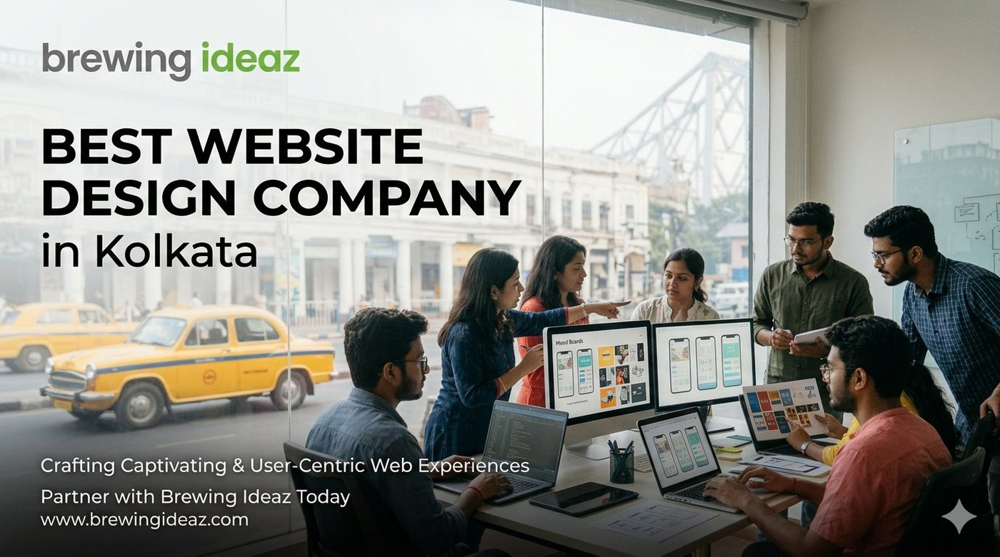 brewing ideaz
BEST WEBSITE
DESIGN COMPANY
in Kolkata
Mood Boards
Crafting Captivating & User-Centric Web Experiences
Partner with Brewing Ideaz Today
www.brewingideaz.com